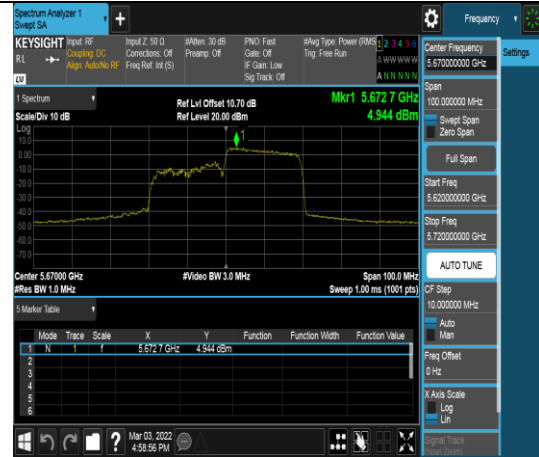 Spectrum Analyzer 1
Swept SA
Frequency
KEYSIGHT Input: RF
RL
Coupling: DC
Align: Auto/No RF
Input Z: 50 Ω
Corrections: Off
Freq Ref: Int (S)
#Atten: 30 dB
Preamp: Off
PNO: Fast
Gate: Off
IF Gain: Low
Sig Track: Off
#Avg Type: Power (RMS
Trig: Free Run
1 2 3 4 5 6
A W W W W W
A N N N N N
Center Frequency
5.670000000 GHz
Settings
Span
100.000000 MHz
Swept Span
Zero Span
Full Span
Start Freq
5.620000000 GHz
Stop Freq
5.720000000 GHz
AUTO TUNE
CF Step
10.000000 MHz
Auto
Man
Freq Offset
0 Hz
X Axis Scale
Log
Lin
Signal Track
(Span Zoom)
1 Spectrum
Scale/Div 10 dB
Ref Lvl Offset 10.70 dB
Ref Level 20.00 dBm
Mkr1 5.672 7 GHz
4.944 dBm
Log
10.0
0.00
-10.0
-20.0
-30.0
-40.0
-50.0
-60.0
-70.0
1
Center 5.67000 GHz
#Res BW 1.0 MHz
#Video BW 3.0 MHz
Span 100.0 MHz
Sweep 1.00 ms (1001 pts)
5 Marker Table
Mode Trace Scale X Y Function Function Width Function Value
1 N 1 f 5.672 7 GHz 4.944 dBm
2
3
4
5
6
Mar 03, 2022
4:58:56 PM